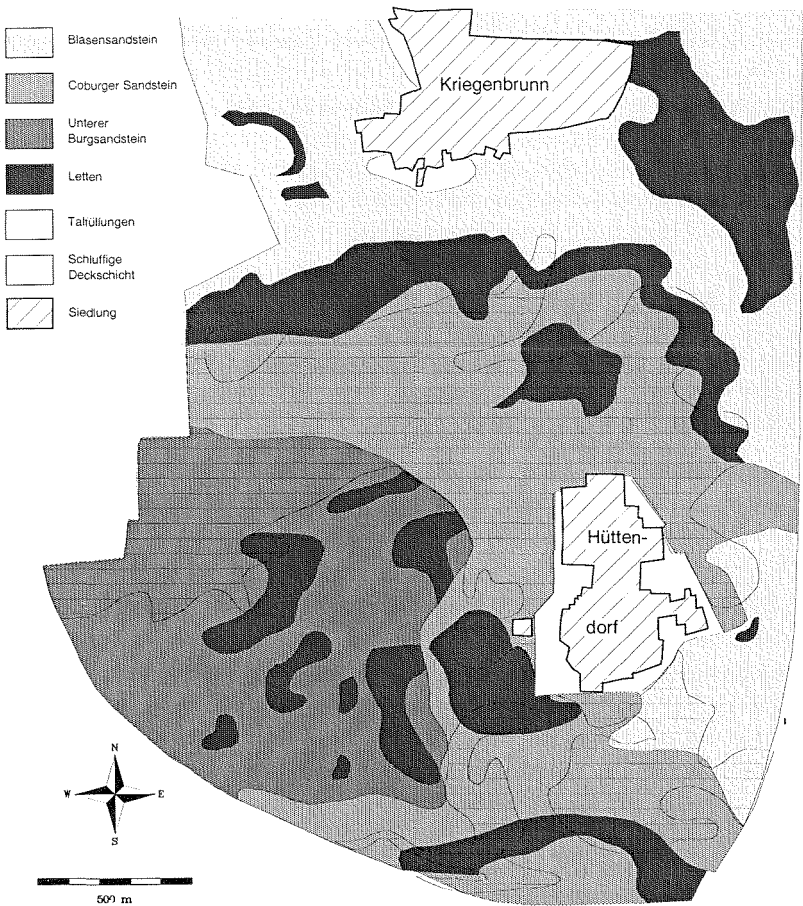 Blasensandstein
Coburger Sandstein
Unterer
Burgsandstein
Letten
Talfüllungen
Schluffige
Deckschicht
Siedlung
Kriegenbrunn
Hütten-
dorf
N
W E
S
500 m